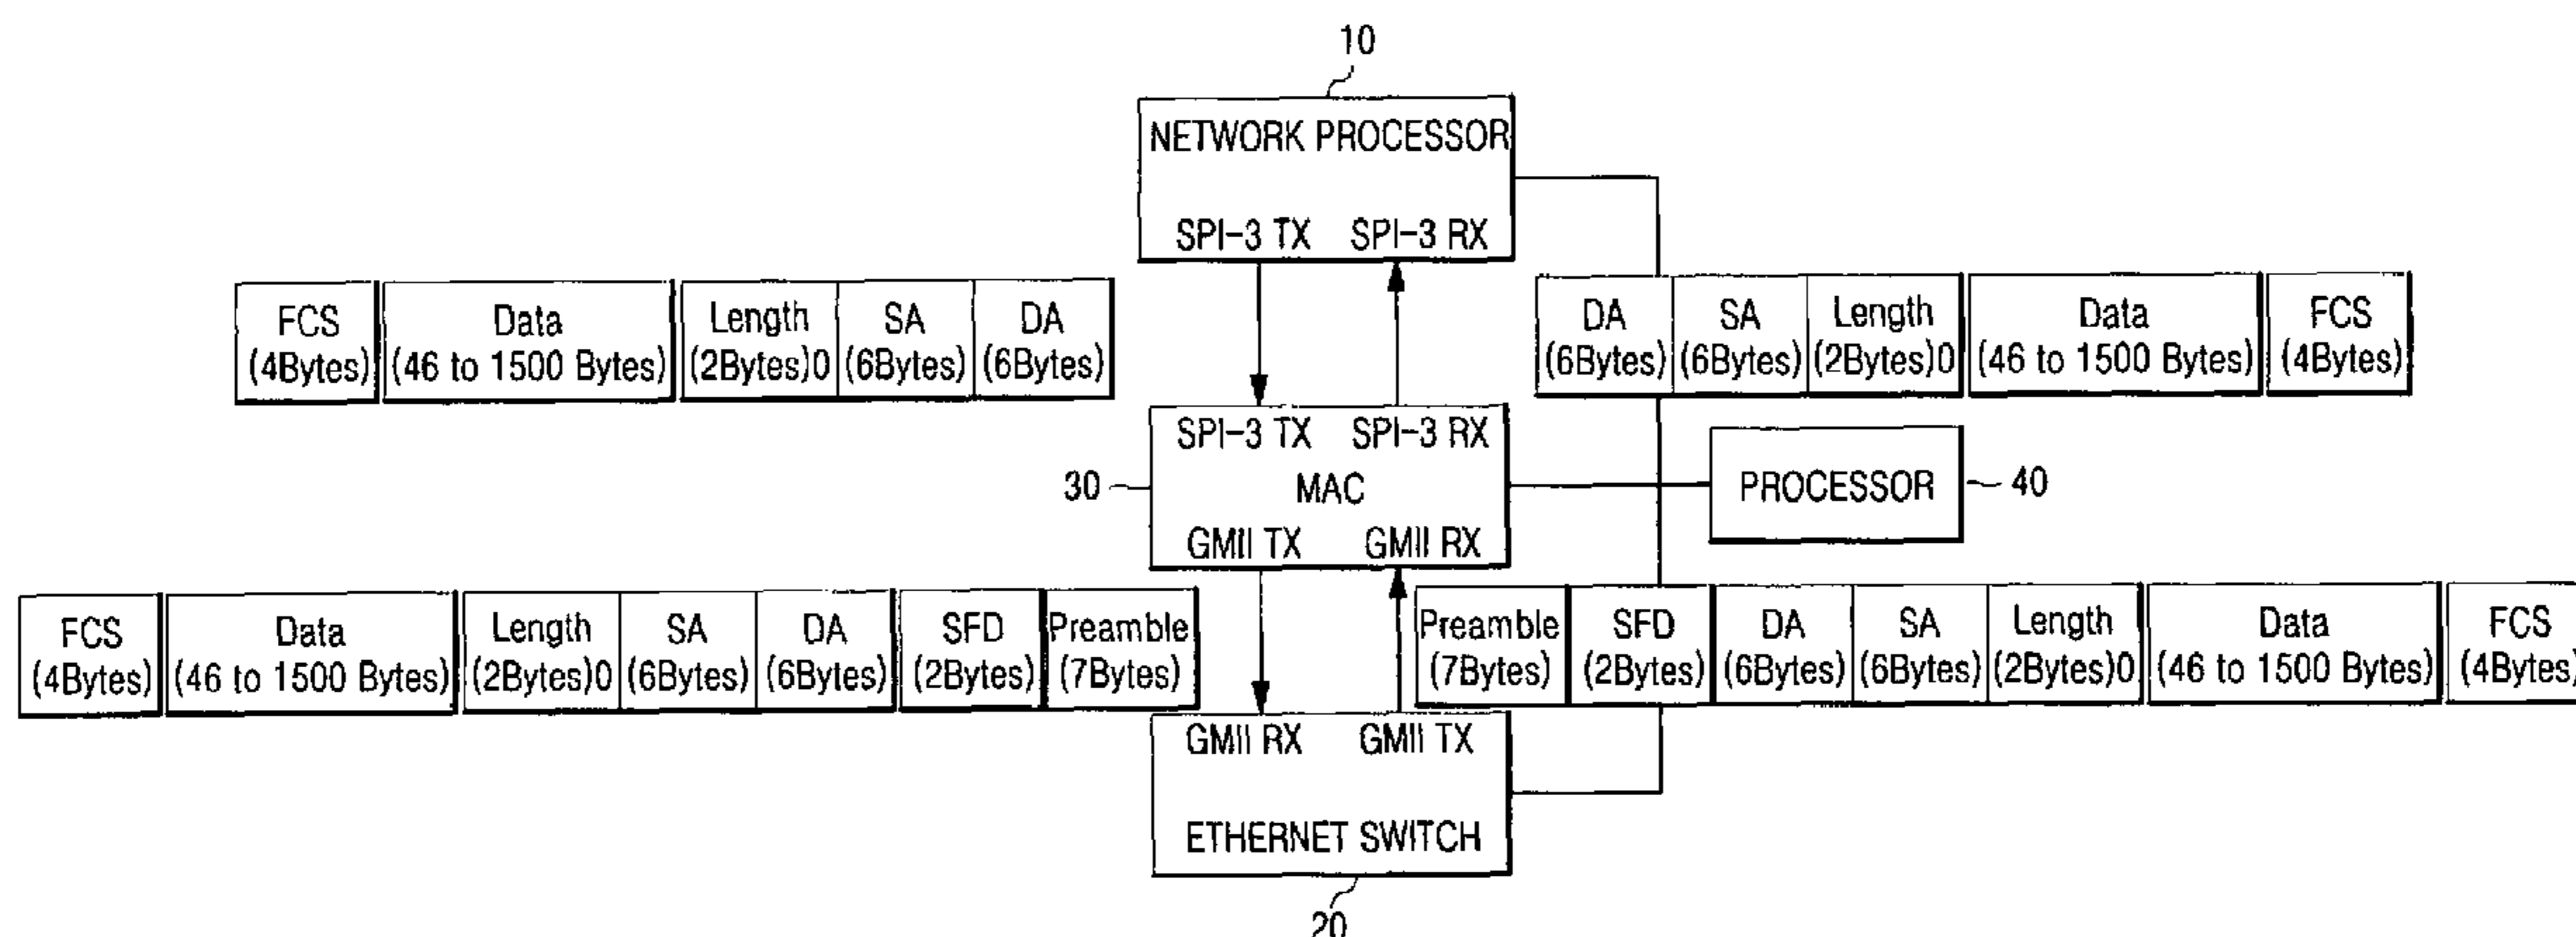 10
NETWORK PROCESSOR
SPI-3 TX SPI-3 RX
FCS Data Length SA DA
(4Bytes) (46 to 1500 Bytes) (2Bytes)0 (6Bytes) (6Bytes)
DA SA Length Data FCS
(6Bytes) (6Bytes) (2Bytes)0 (46 to 1500 Bytes) (4Bytes)
SPI-3 TX SPI-3 RX
30 MAC
GMII TX GMII RX
PROCESSOR 40
FCS Data Length SA DA SFD Preamble
(4Bytes) (46 to 1500 Bytes) (2Bytes)0 (6Bytes) (6Bytes) (2Bytes) (7Bytes)
Preamble SFD DA SA Length Data FCS
(7Bytes) (2Bytes) (6Bytes) (6Bytes) (2Bytes)0 (46 to 1500 Bytes) (4Bytes)
GMII RX GMII TX
ETHERNET SWITCH
20